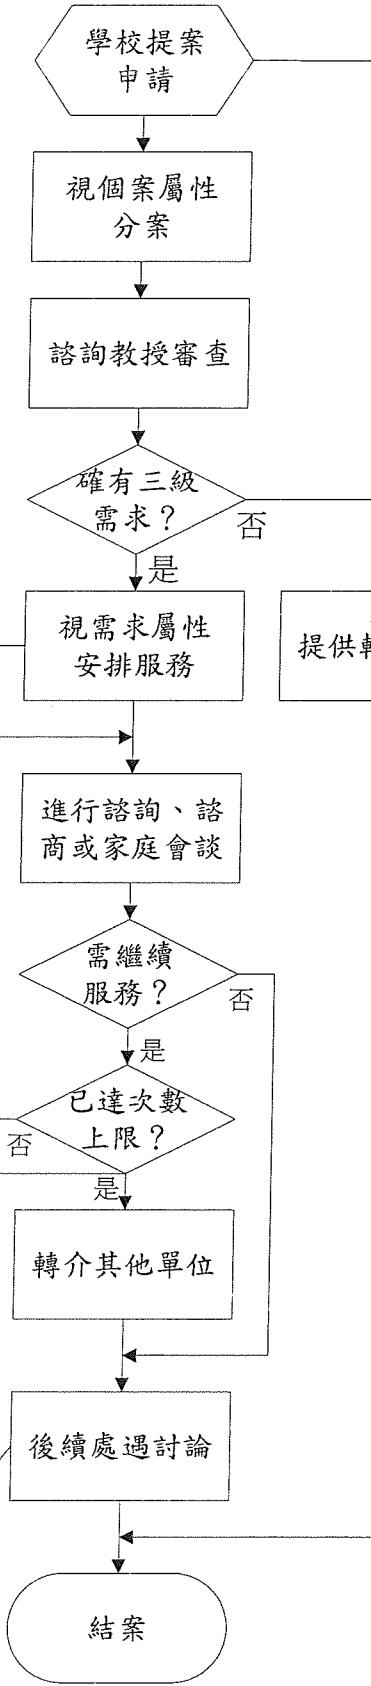 學校提案
申請
視個案屬性
分案
諮詢教授審查
確有三級
需求？
否
是
視需求屬性
安排服務
提供轉
進行諮詢、諮
商或家庭會談
需繼續
服務？
否
是
已達次數
上限？
否
是
轉介其他單位
後續處遇討論
結案